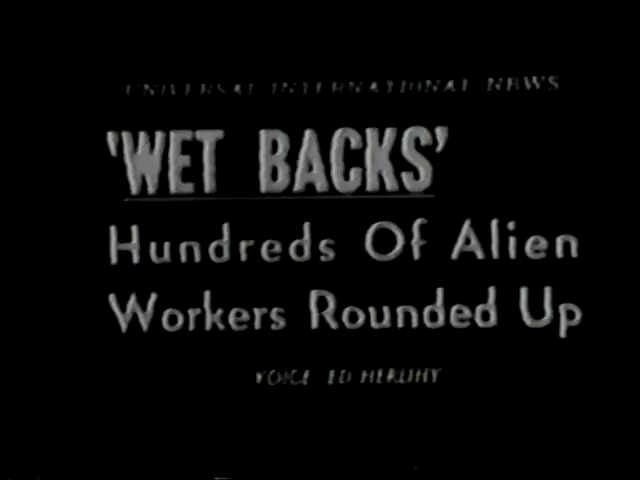 UNIVERSAL INTERNATIONAL NEWS
'WET BACKS'
Hundreds Of Alien
Workers Rounded Up
VOICE ED HERLIHY